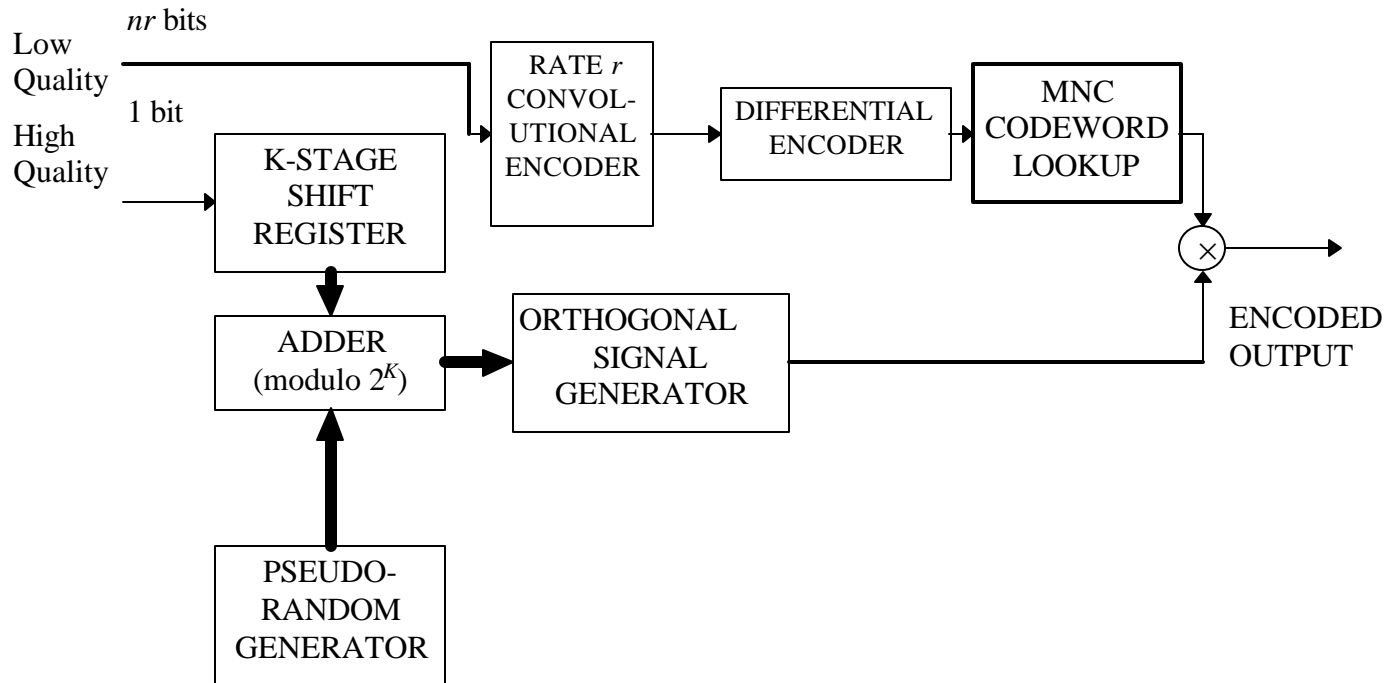 nr bits
Low
Quality
1 bit
High
Quality
RATE r
CONVOL-
UTIONAL
ENCODER
DIFFERENTIAL
ENCODER
MNC
CODEWORD
LOOKUP
K-STAGE
SHIFT
REGISTER
×
ADDER
(modulo 2^K)
ORTHOGONAL
SIGNAL
GENERATOR
ENCODED
OUTPUT
PSEUDO-
RANDOM
GENERATOR